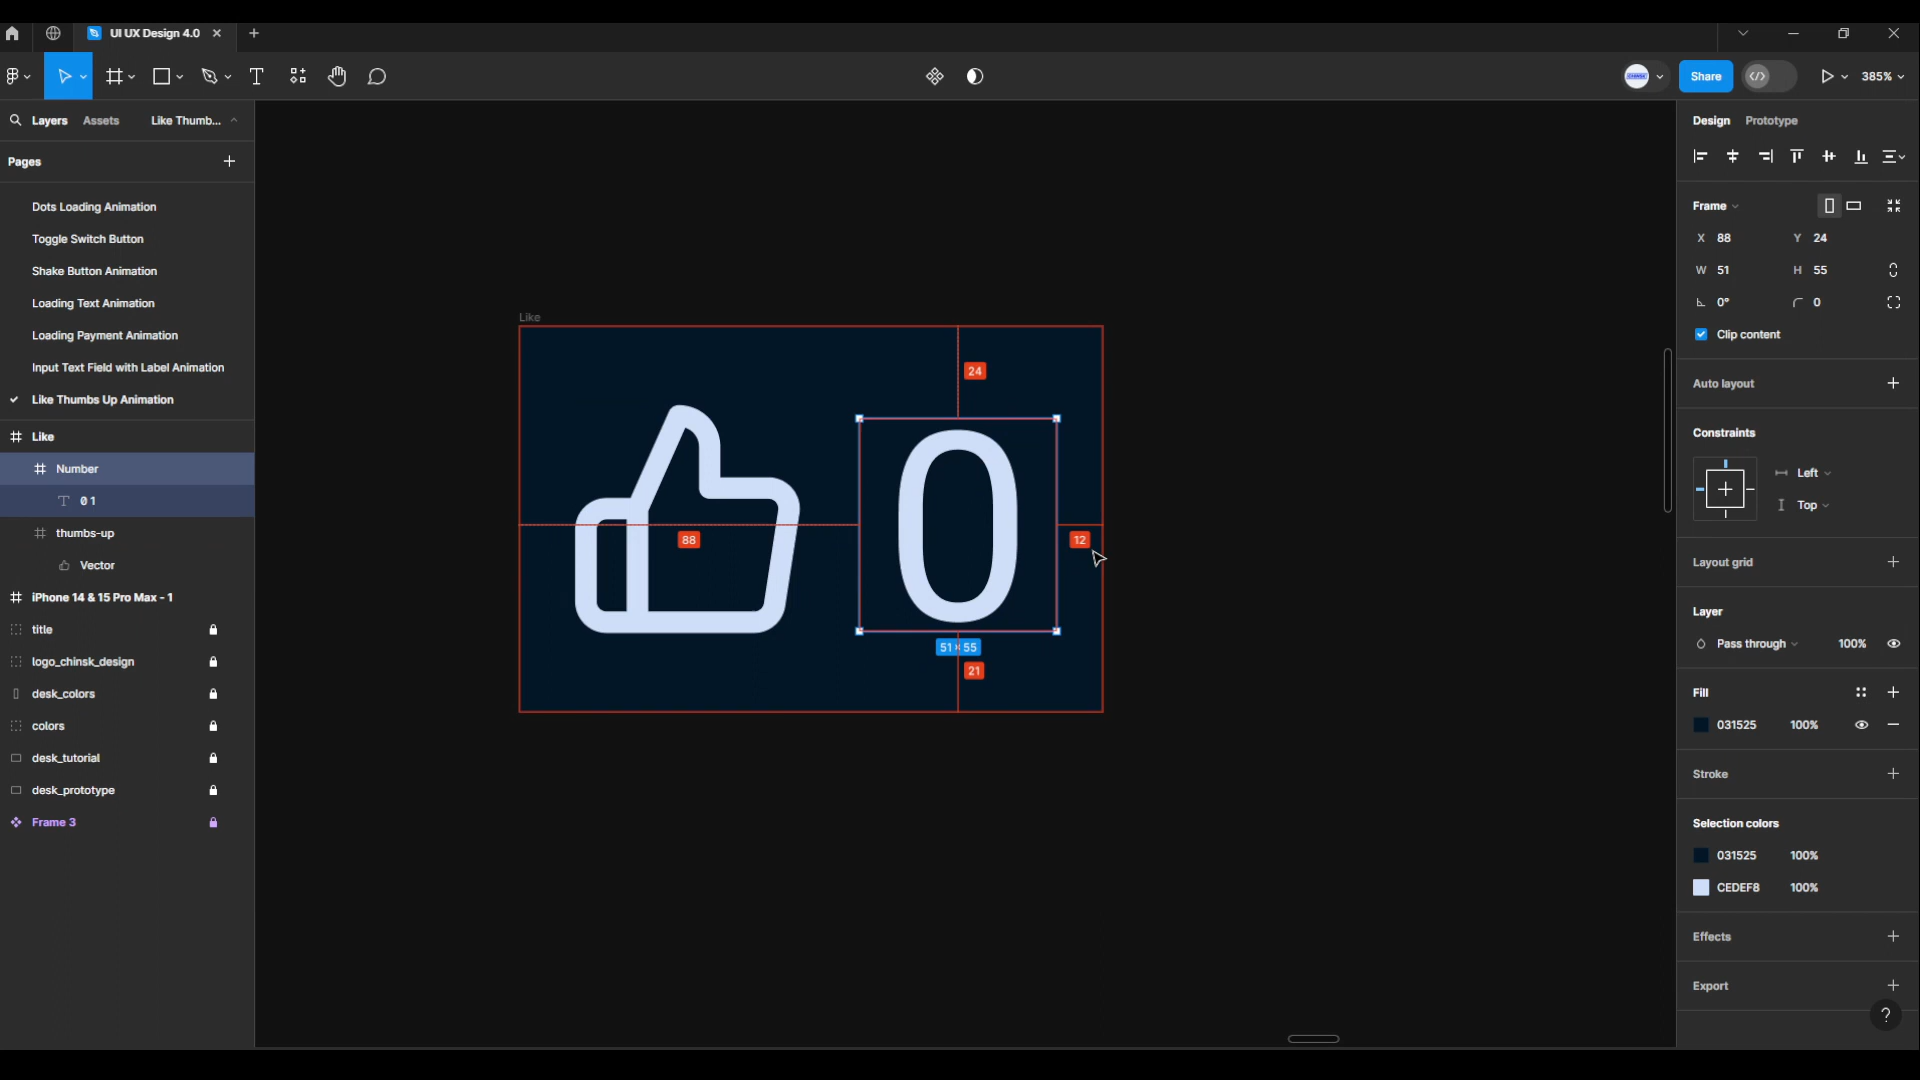 UI UX Design 4.0
Share
385%
Layers Assets Like Thumb...
Pages
Dots Loading Animation
Toggle Switch Button
Shake Button Animation
Loading Text Animation
Loading Payment Animation
Input Text Field with Label Animation
Like Thumbs Up Animation
Like
Number
0 1
thumbs-up
Vector
iPhone 14 & 15 Pro Max - 1
title
logo_chinsk_design
desk_colors
colors
desk_tutorial
desk_prototype
Frame 3
Like
24
88
0
12
51 × 55
21
Design Prototype
Frame
X 88 Y 24
W 51 H 55
0° 0
Clip content
Auto layout
Constraints
Left
Top
Layout grid
Layer
Pass through 100%
Fill
031525 100%
Stroke
Selection colors
031525 100%
CEDEF8 100%
Effects
Export
?